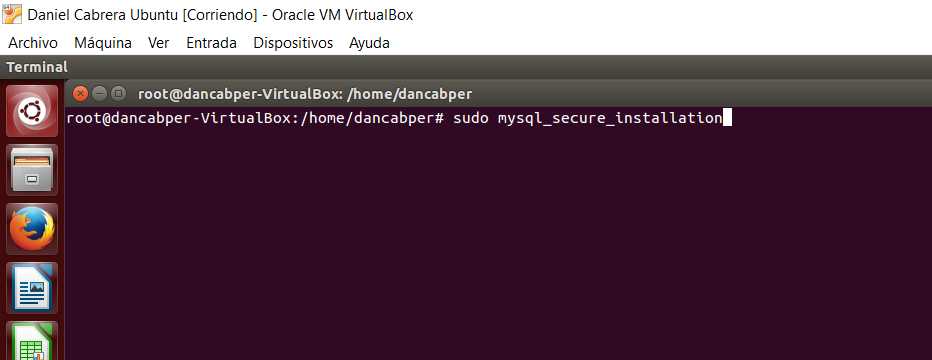 Daniel Cabrera Ubuntu [Corriendo] - Oracle VM VirtualBox
Archivo Máquina Ver Entrada Dispositivos Ayuda
Terminal
root@dancabper-VirtualBox: /home/dancabper
root@dancabper-VirtualBox:/home/dancabper# sudo mysql_secure_installation